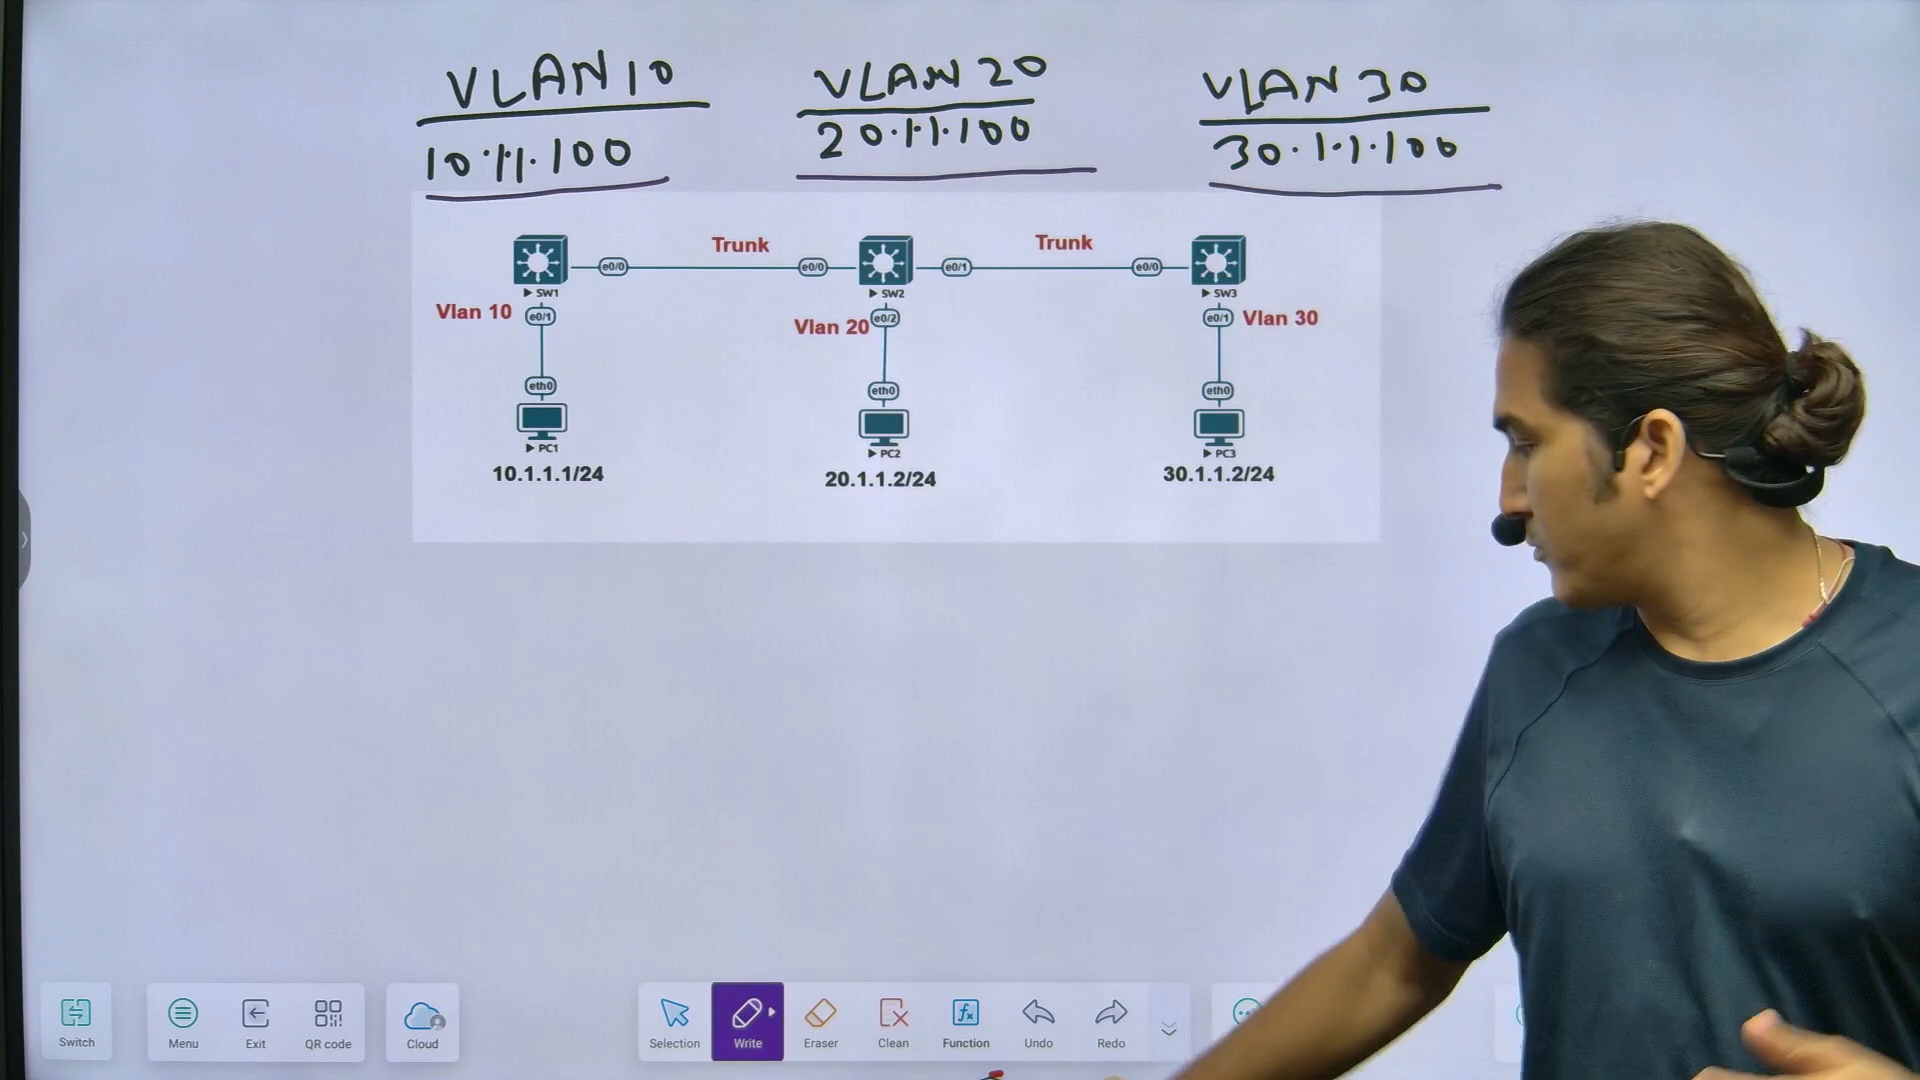 VLAN 10
VLAN 20
VLAN 30
10.1.1.100
20.1.1.100
30.1.1.100
Trunk
Trunk
e0/0
e0/0
e0/1
e0/0
SW1
SW2
SW3
Vlan 10
e0/1
Vlan 20
e0/2
e0/1
Vlan 30
eth0
eth0
eth0
PC1
PC2
PC3
10.1.1.1/24
20.1.1.2/24
30.1.1.2/24
Switch
Menu
Exit
QR code
Cloud
Selection
Write
Eraser
Clean
Function
Undo
Redo